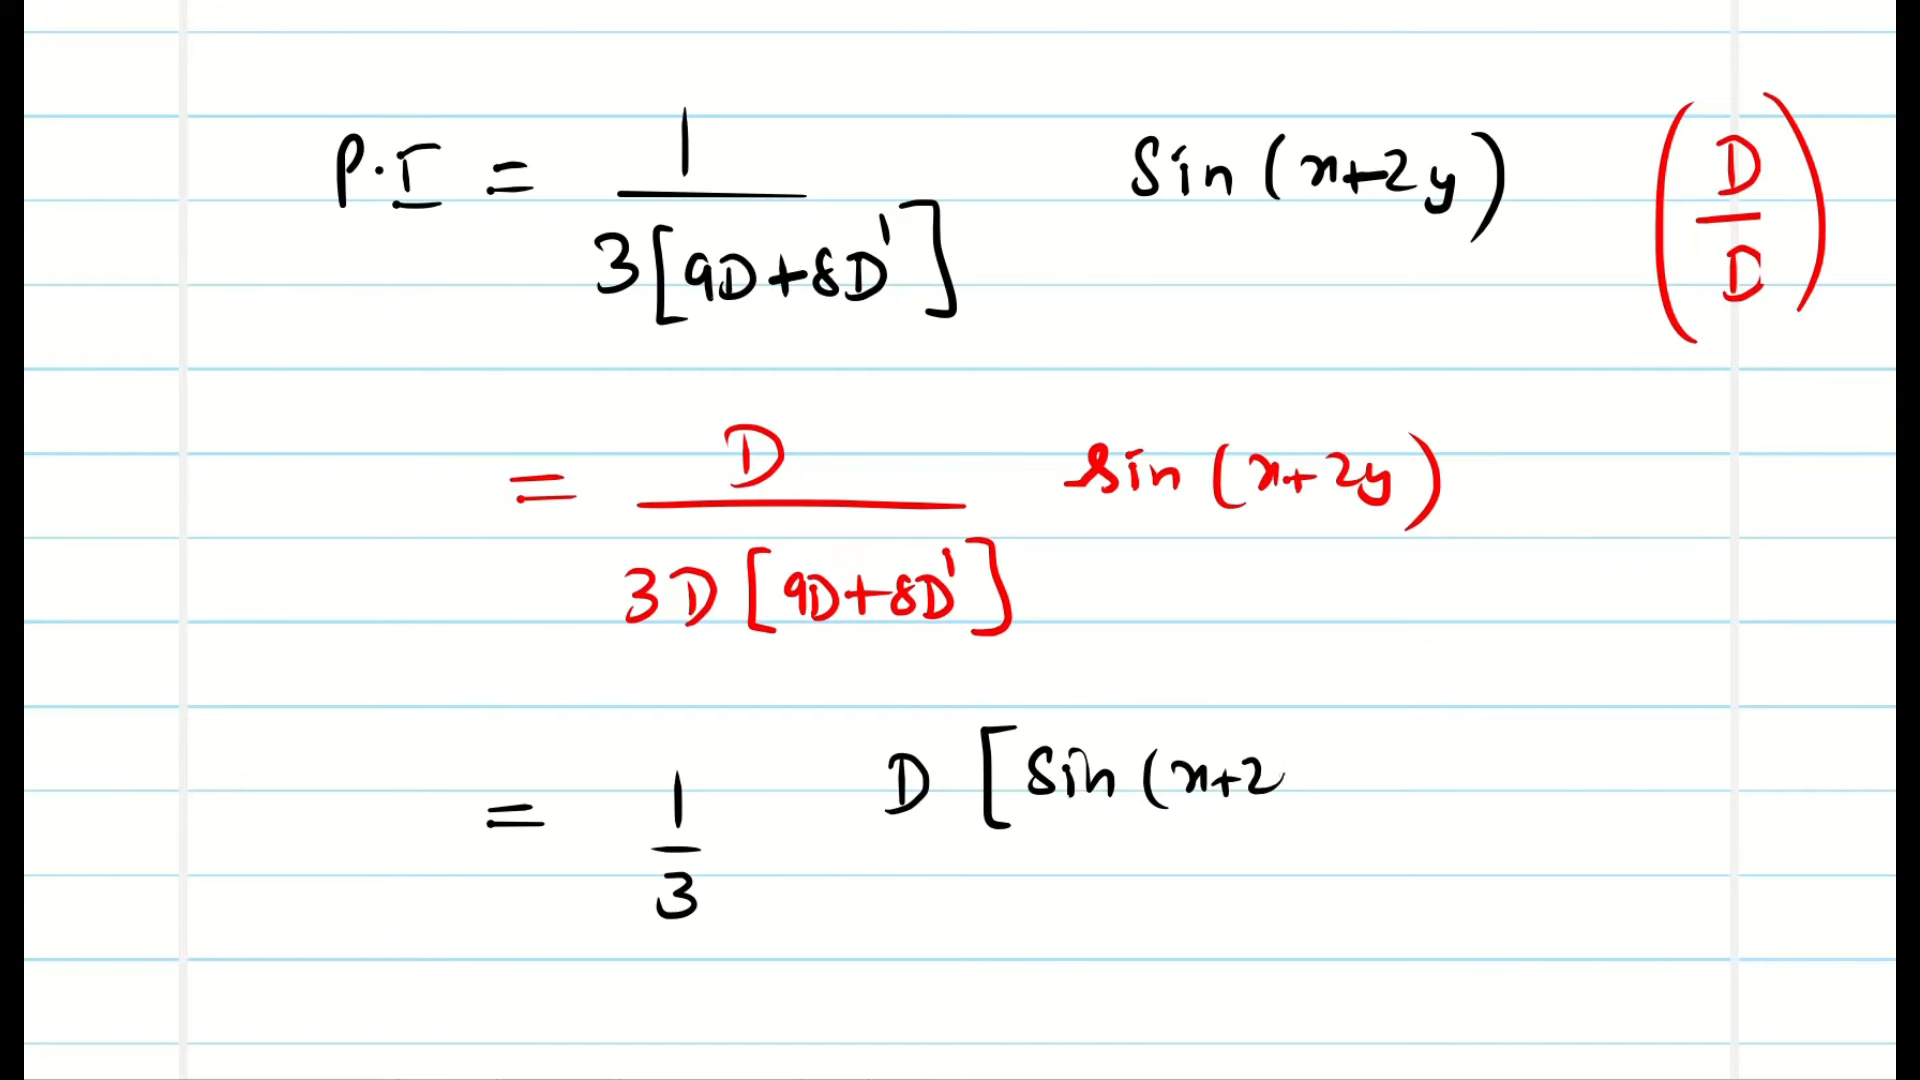 P.I = 1 / 3[9D+8D'] Sin(x+2y) (D/D)
= D / 3D[9D+8D'] sin(x+2y)
= 1/3 D [Sin(x+2